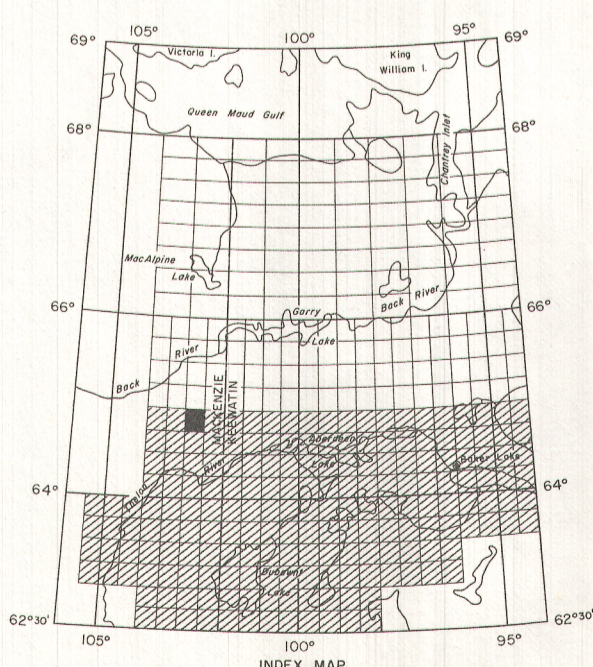 105° 100° 95°
69° 69°
Victoria I. King
William I.
Queen Maud Gulf
68° 68°
Chantrey Inlet
MacAlpine
Lake
66° Back River 66°
Garry
Lake
River
Back
MACKENZIE
KEEWATIN
Aberdeen
Lake
Baker Lake
River
Thelon
64° 64°
Dubawnt
Lake
62°30' 62°30'
105° 100° 95°
INDEX MAP